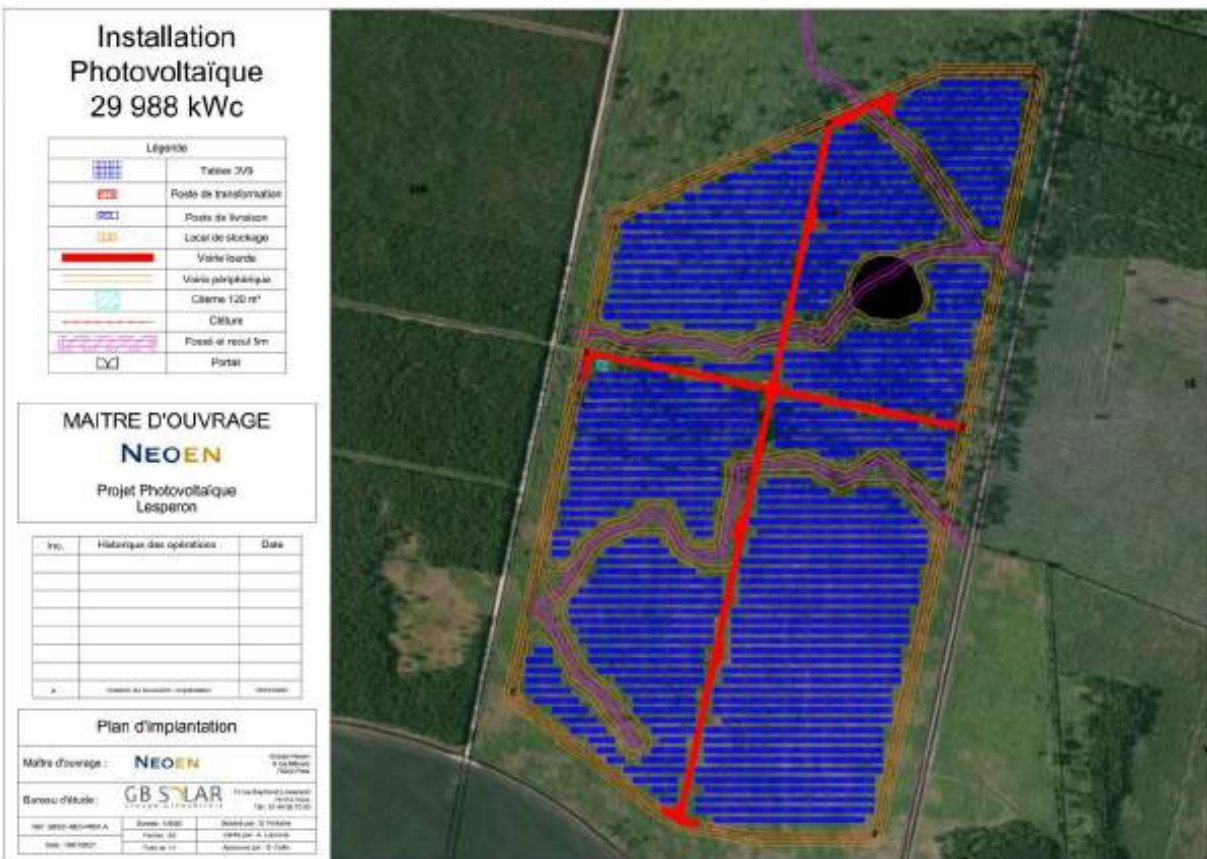 Installation
Photovoltaïque
29 988 kWc
Légende
Tables 3V9
Poste de transformation
Poste de livraison
Local de stockage
Voirie lourde
Voirie périphérique
Citerne 120 m³
Clôture
Fossé et recul 5m
Portail
MAITRE D'OUVRAGE
NEOEN
Projet Photovoltaïque
Lesperon
Historique des opérations
Date
A
Plan d'implantation
Maître d'ouvrage :
NEOEN
Bureau d'étude :
GB SOLAR